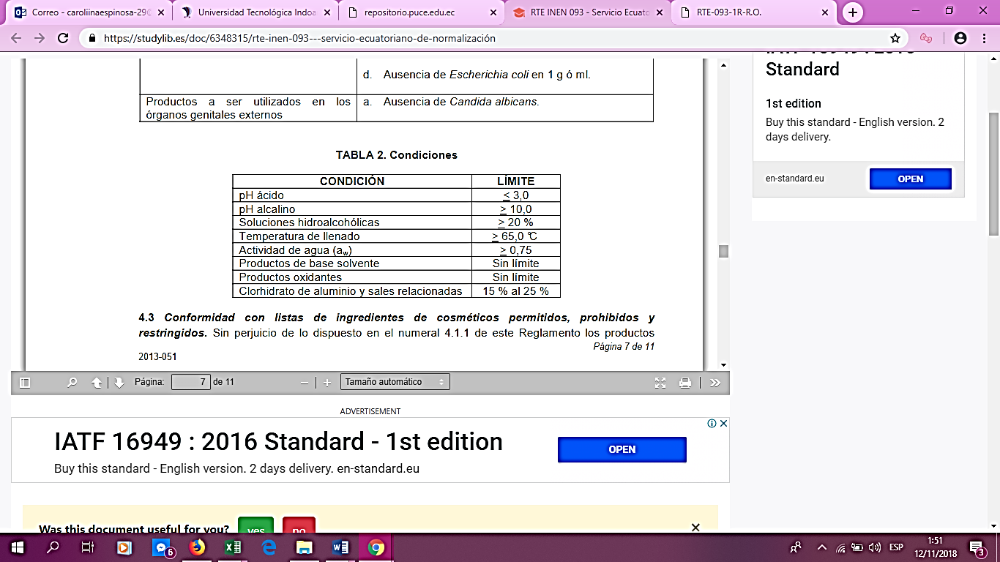 Correo - caroliinaespinosa-29@
Universidad Tecnológica Indoa
repositorio.puce.edu.ec
RTE INEN 093 - Servicio Ecuato
RTE-093-1R-R.O.
https://studylib.es/doc/6348315/rte-inen-093---servicio-ecuatoriano-de-normalización
d. Ausencia de Escherichia coli en 1 g ó ml.
Productos a ser utilizados en los órganos genitales externos
a. Ausencia de Candida albicans.
TABLA 2. Condiciones
CONDICIÓN LÍMITE
pH ácido ≤ 3,0
pH alcalino ≥ 10,0
Soluciones hidroalcohólicas ≥ 20 %
Temperatura de llenado ≥ 65,0 °C
Actividad de agua (aw) ≥ 0,75
Productos de base solvente Sin límite
Productos oxidantes Sin límite
Clorhidrato de aluminio y sales relacionadas 15 % al 25 %
4.3 Conformidad con listas de ingredientes de cosméticos permitidos, prohibidos y
restringidos. Sin perjuicio de lo dispuesto en el numeral 4.1.1 de este Reglamento los productos
Página 7 de 11
2013-051
Página: 7 de 11
Tamaño automático
IATF 16949 : 2016
Standard
1st edition
Buy this standard - English version. 2
days delivery.
en-standard.eu
OPEN
ADVERTISEMENT
IATF 16949 : 2016 Standard - 1st edition
Buy this standard - English version. 2 days delivery. en-standard.eu
OPEN
Was this document useful for you?
yes
no
6
ESP
1:51
12/11/2018
3